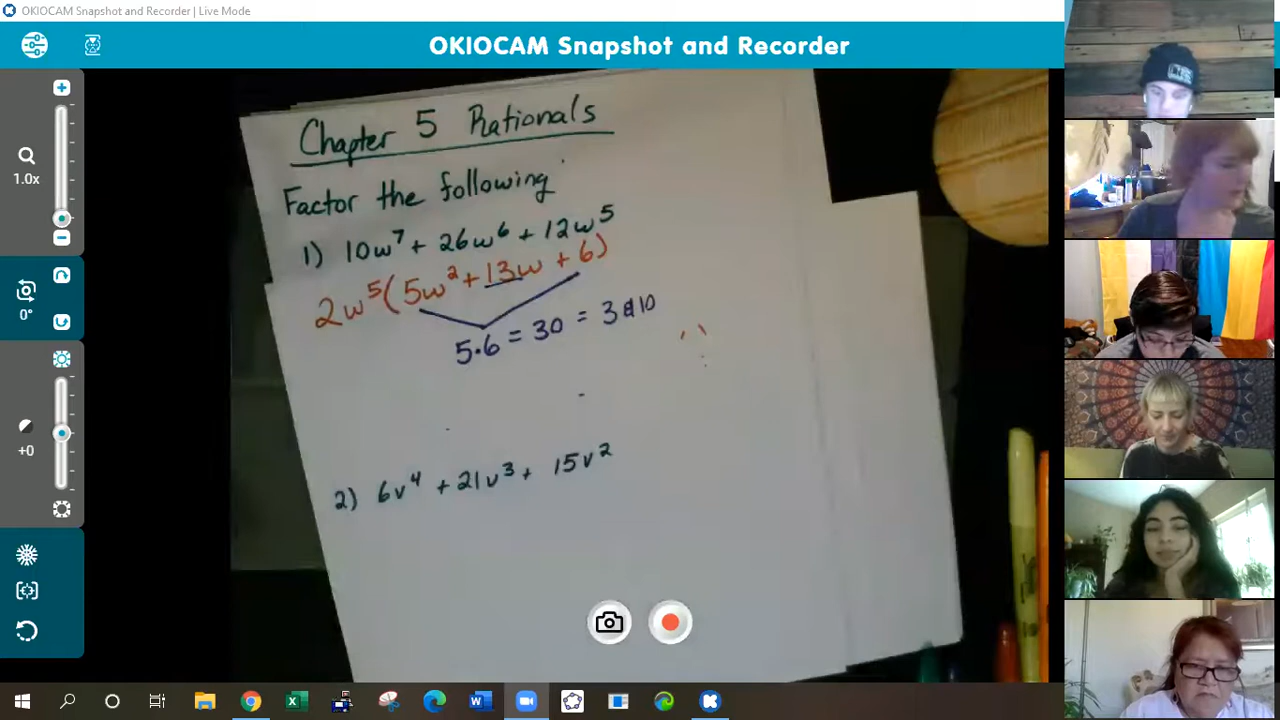 OKIOCAM Snapshot and Recorder | Live Mode
OKIOCAM Snapshot and Recorder
1.0x
0°
+0
Chapter 5 Rationals
Factor the following
1) 10w⁷ + 26w⁶ + 12w⁵
2w⁵(5w² + 13w + 6)
5·6 = 30 = 3 & 10
2) 6v⁴ + 21v³ + 15v²